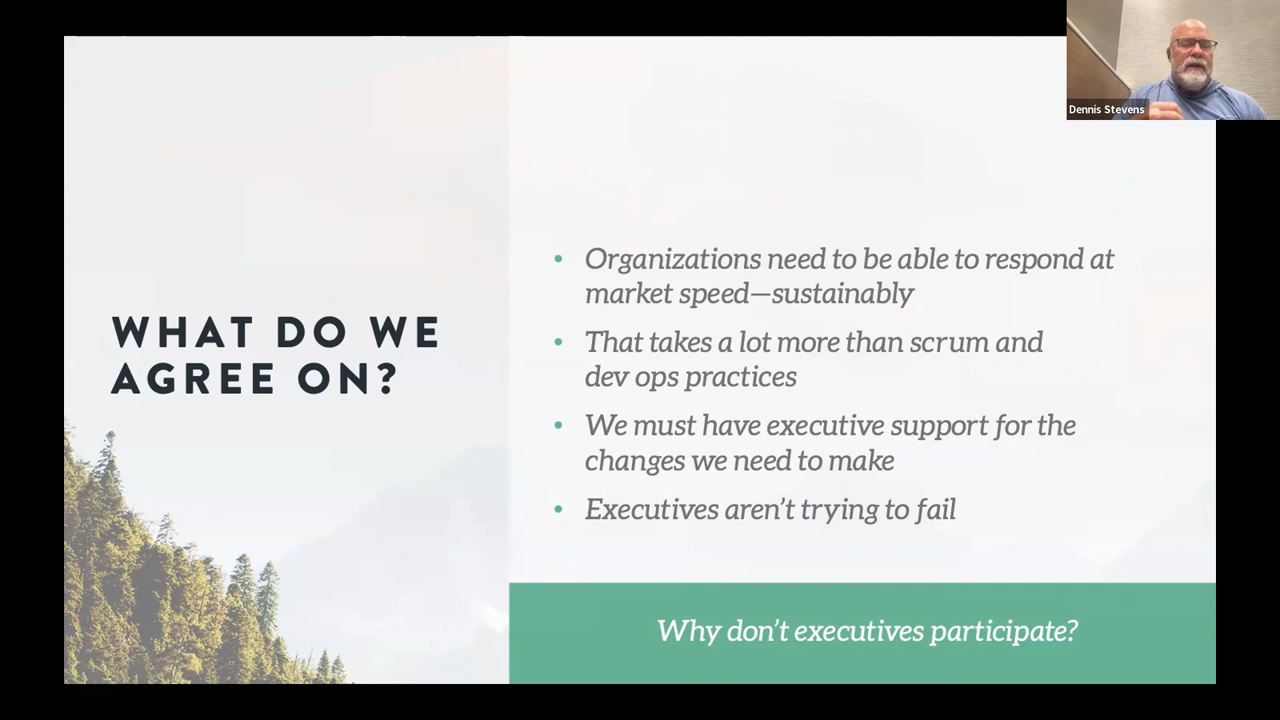 Dennis Stevens
WHAT DO WE
AGREE ON?
• Organizations need to be able to respond at
market speed—sustainably
• That takes a lot more than scrum and
dev ops practices
• We must have executive support for the
changes we need to make
• Executives aren’t trying to fail
Why don’t executives participate?